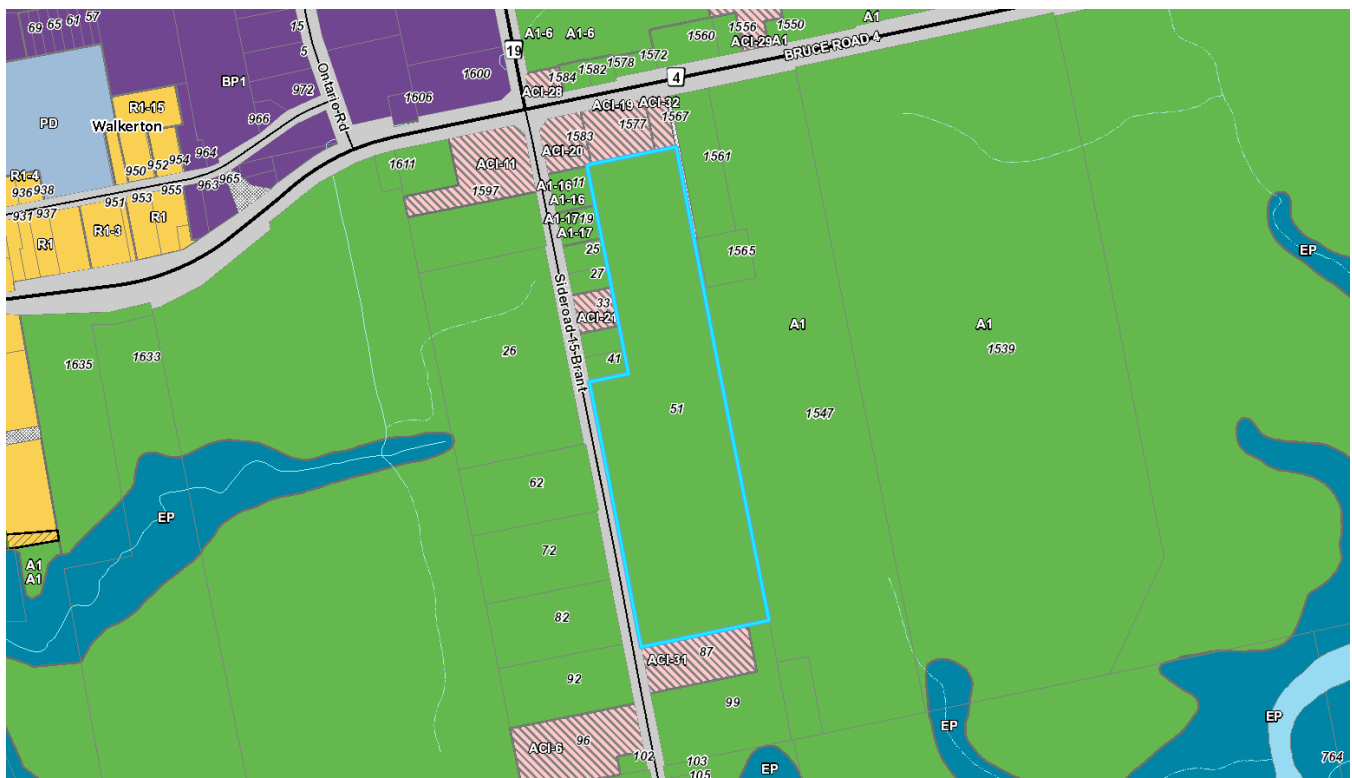 69 65 61 57
15
5
19
A1-6 A1-6
A1
1560
1556
1550
ACI-29 A1
BRUCE ROAD 4
1572
1578
1582
1584
4
BP1
1600
972
Ontario Rd
1606
ACI-28
ACI-19 ACI-32
1567
R1-15
PD
Walkerton
966
1577
1583
954
964
952
950
1611
ACI-11
ACI-20
1561
R1-4
965
963
936 938
955
953
951
1597
A1-16 11
A1-16
931 937
R1
R1-3
R1
A1-17 19
A1-17
25
1565
EP
27
33
ACI-21
Sideroad 15 Brant
A1
A1
1635
1633
26
41
1539
51
1547
62
EP
72
A1
A1
82
87
ACI-31
92
99
EP
EP
96
ACI-6
102
103
105
EP
764